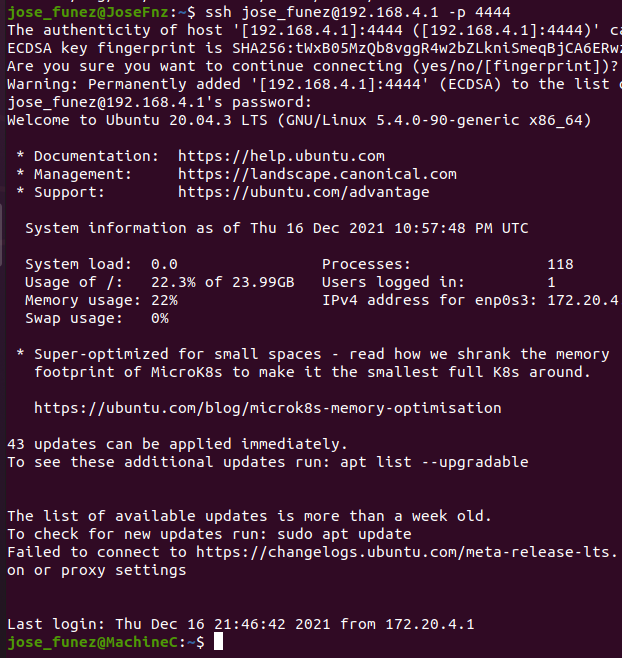 jose_funez@JoseFnz:~$ ssh jose_funez@192.168.4.1 -p 4444
The authenticity of host '[192.168.4.1]:4444 ([192.168.4.1]:4444)' ca
ECDSA key fingerprint is SHA256:tWxB05MzQb8vggR4w2bZLkniSmeqBjCA6ERwz
Are you sure you want to continue connecting (yes/no/[fingerprint])?
Warning: Permanently added '[192.168.4.1]:4444' (ECDSA) to the list o
jose_funez@192.168.4.1's password:
Welcome to Ubuntu 20.04.3 LTS (GNU/Linux 5.4.0-90-generic x86_64)
* Documentation:  https://help.ubuntu.com
* Management:     https://landscape.canonical.com
* Support:        https://ubuntu.com/advantage
System information as of Thu 16 Dec 2021 10:57:48 PM UTC
System load:  0.0                Processes:               118
Usage of /:   22.3% of 23.99GB   Users logged in:         1
Memory usage: 22%                IPv4 address for enp0s3: 172.20.4
Swap usage:   0%
* Super-optimized for small spaces - read how we shrank the memory
footprint of MicroK8s to make it the smallest full K8s around.
https://ubuntu.com/blog/microk8s-memory-optimisation
43 updates can be applied immediately.
To see these additional updates run: apt list --upgradable
The list of available updates is more than a week old.
To check for new updates run: sudo apt update
Failed to connect to https://changelogs.ubuntu.com/meta-release-lts.
on or proxy settings
Last login: Thu Dec 16 21:46:42 2021 from 172.20.4.1
jose_funez@MachineC:~$